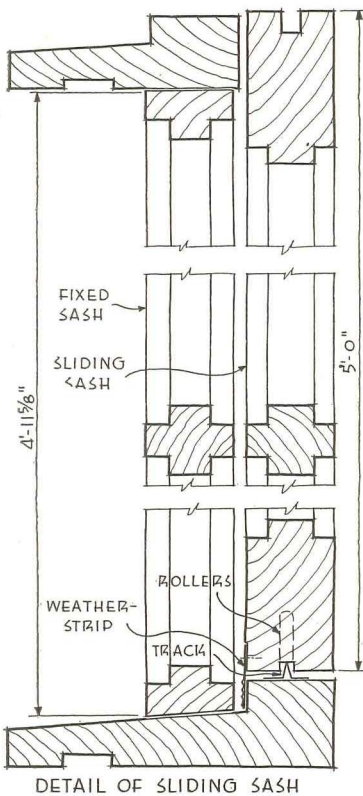 FIXED
SASH
SLIDING
SASH
4'-11 5/8"
5'-0"
ROLLERS
WEATHER-
STRIP
TRACK
DETAIL OF SLIDING SASH